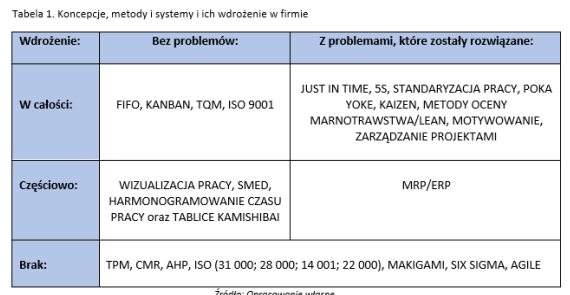 Tabela 1. Koncepcje, metody i systemy i ich wdrożenie w firmie
Wdrożenie:
Bez problemów:
Z problemami, które zostały rozwiązane:
W całości:
FIFO, KANBAN, TQM, ISO 9001
JUST IN TIME, 5S, STANDARYZACJA PRACY, POKA
YOKE, KAIZEN, METODY OCENY
MARNOTRAWSTWA/LEAN, MOTYWOWANIE,
ZARZĄDZANIE PROJEKTAMI
Częściowo:
WIZUALIZACJA PRACY, SMED,
HARMONOGRAMOWANIE CZASU
PRACY oraz TABLICE KAMISHIBAI
MRP/ERP
Brak:
TPM, CMR, AHP, ISO (31 000; 28 000; 14 001; 22 000), MAKIGAMI, SIX SIGMA, AGILE
Źródło: Opracowanie własne